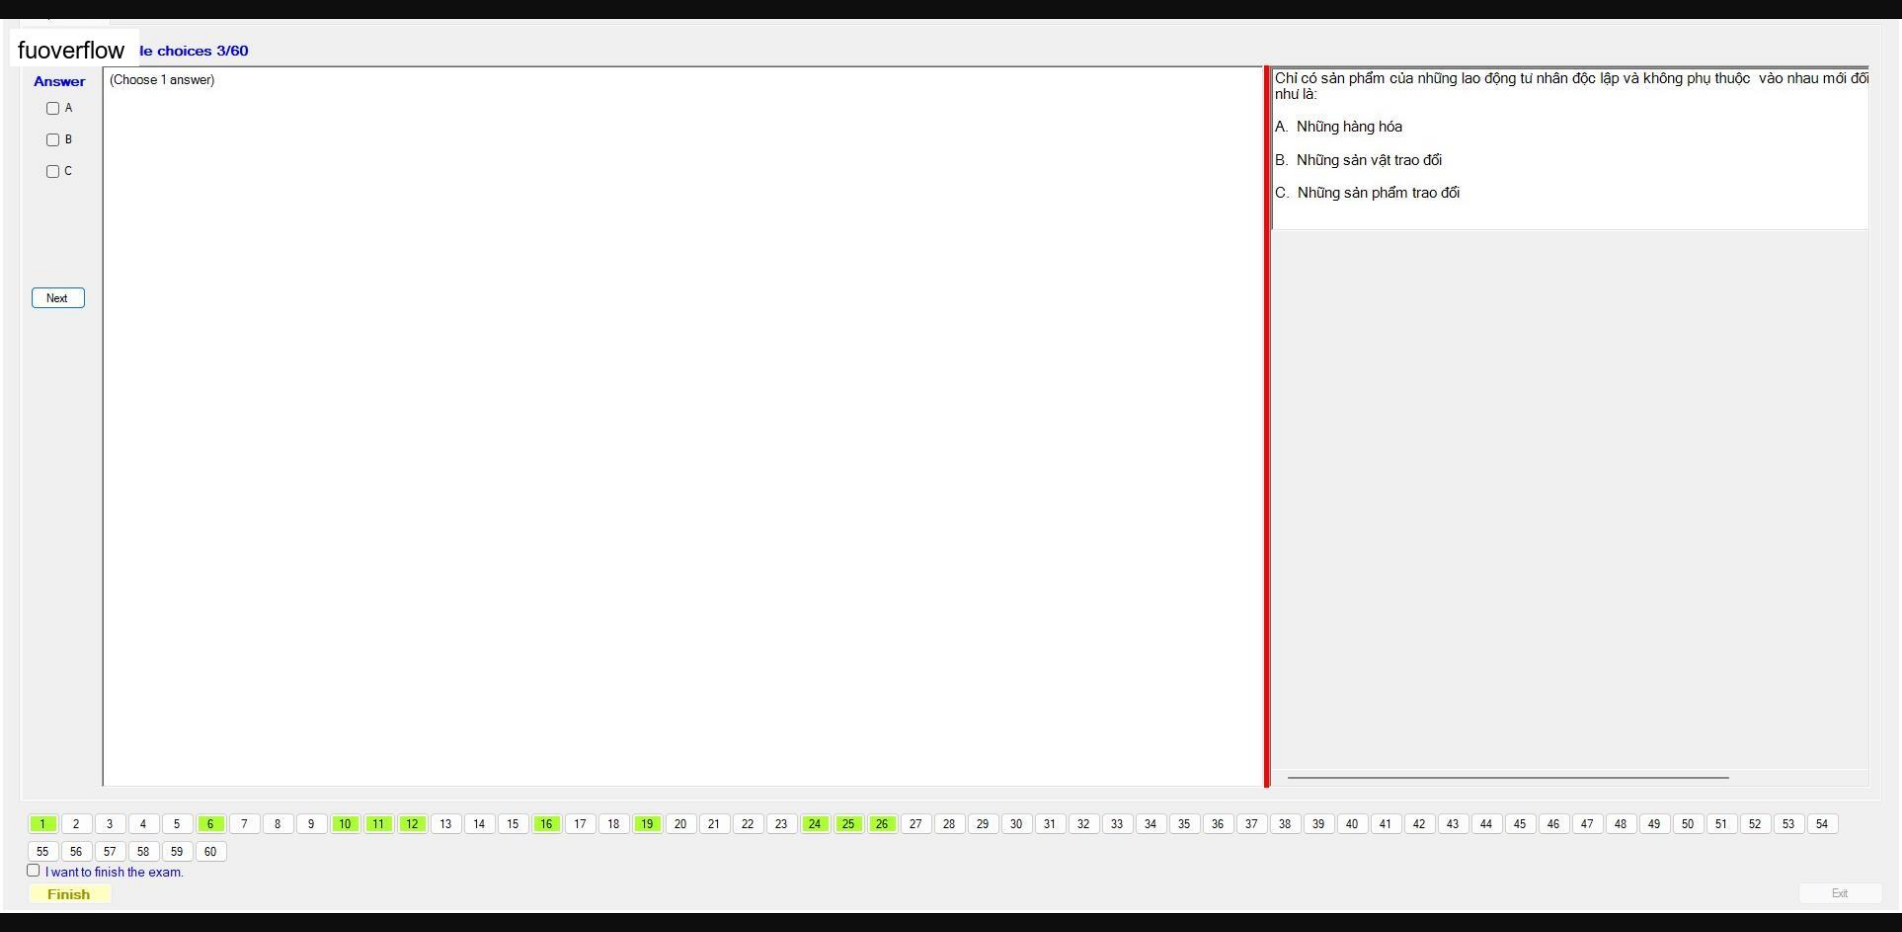 fuoverflow le choices 3/60
Answer
(Choose 1 answer)
A
B
C
Next
Chỉ có sản phẩm của những lao động tư nhân độc lập và không phụ thuộc vào nhau mới đối
như là:
A. Những hàng hóa
B. Những sản vật trao đổi
C. Những sản phẩm trao đổi
1 2 3 4 5 6 7 8 9 10 11 12 13 14 15 16 17 18 19 20 21 22 23 24 25 26 27 28 29 30 31 32 33 34 35 36 37 38 39 40 41 42 43 44 45 46 47 48 49 50 51 52 53 54
55 56 57 58 59 60
I want to finish the exam.
Finish
Exit